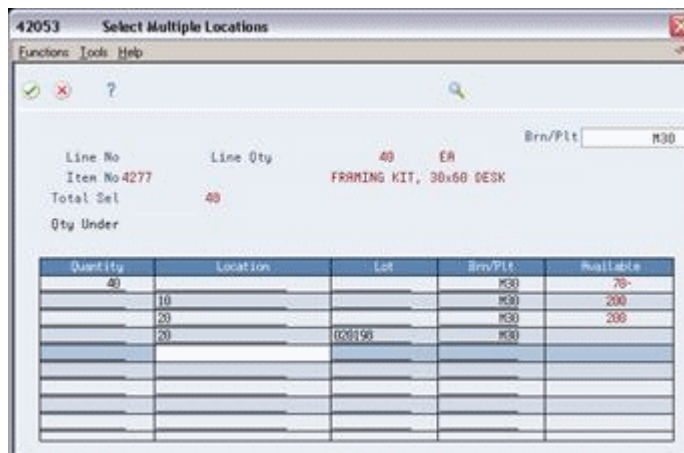 42053 Select Multiple Locations
Functions Tools Help
?
Brn/Plt M30
Line No Line Qty 40 EA
Item No 4277 FRAMING KIT, 30x60 DESK
Total Sel 40
Qty Under
Quantity Location Lot Brn/Plt Available
40 M30 70-
10 M30 200
20 M30 200
20 020198 M30